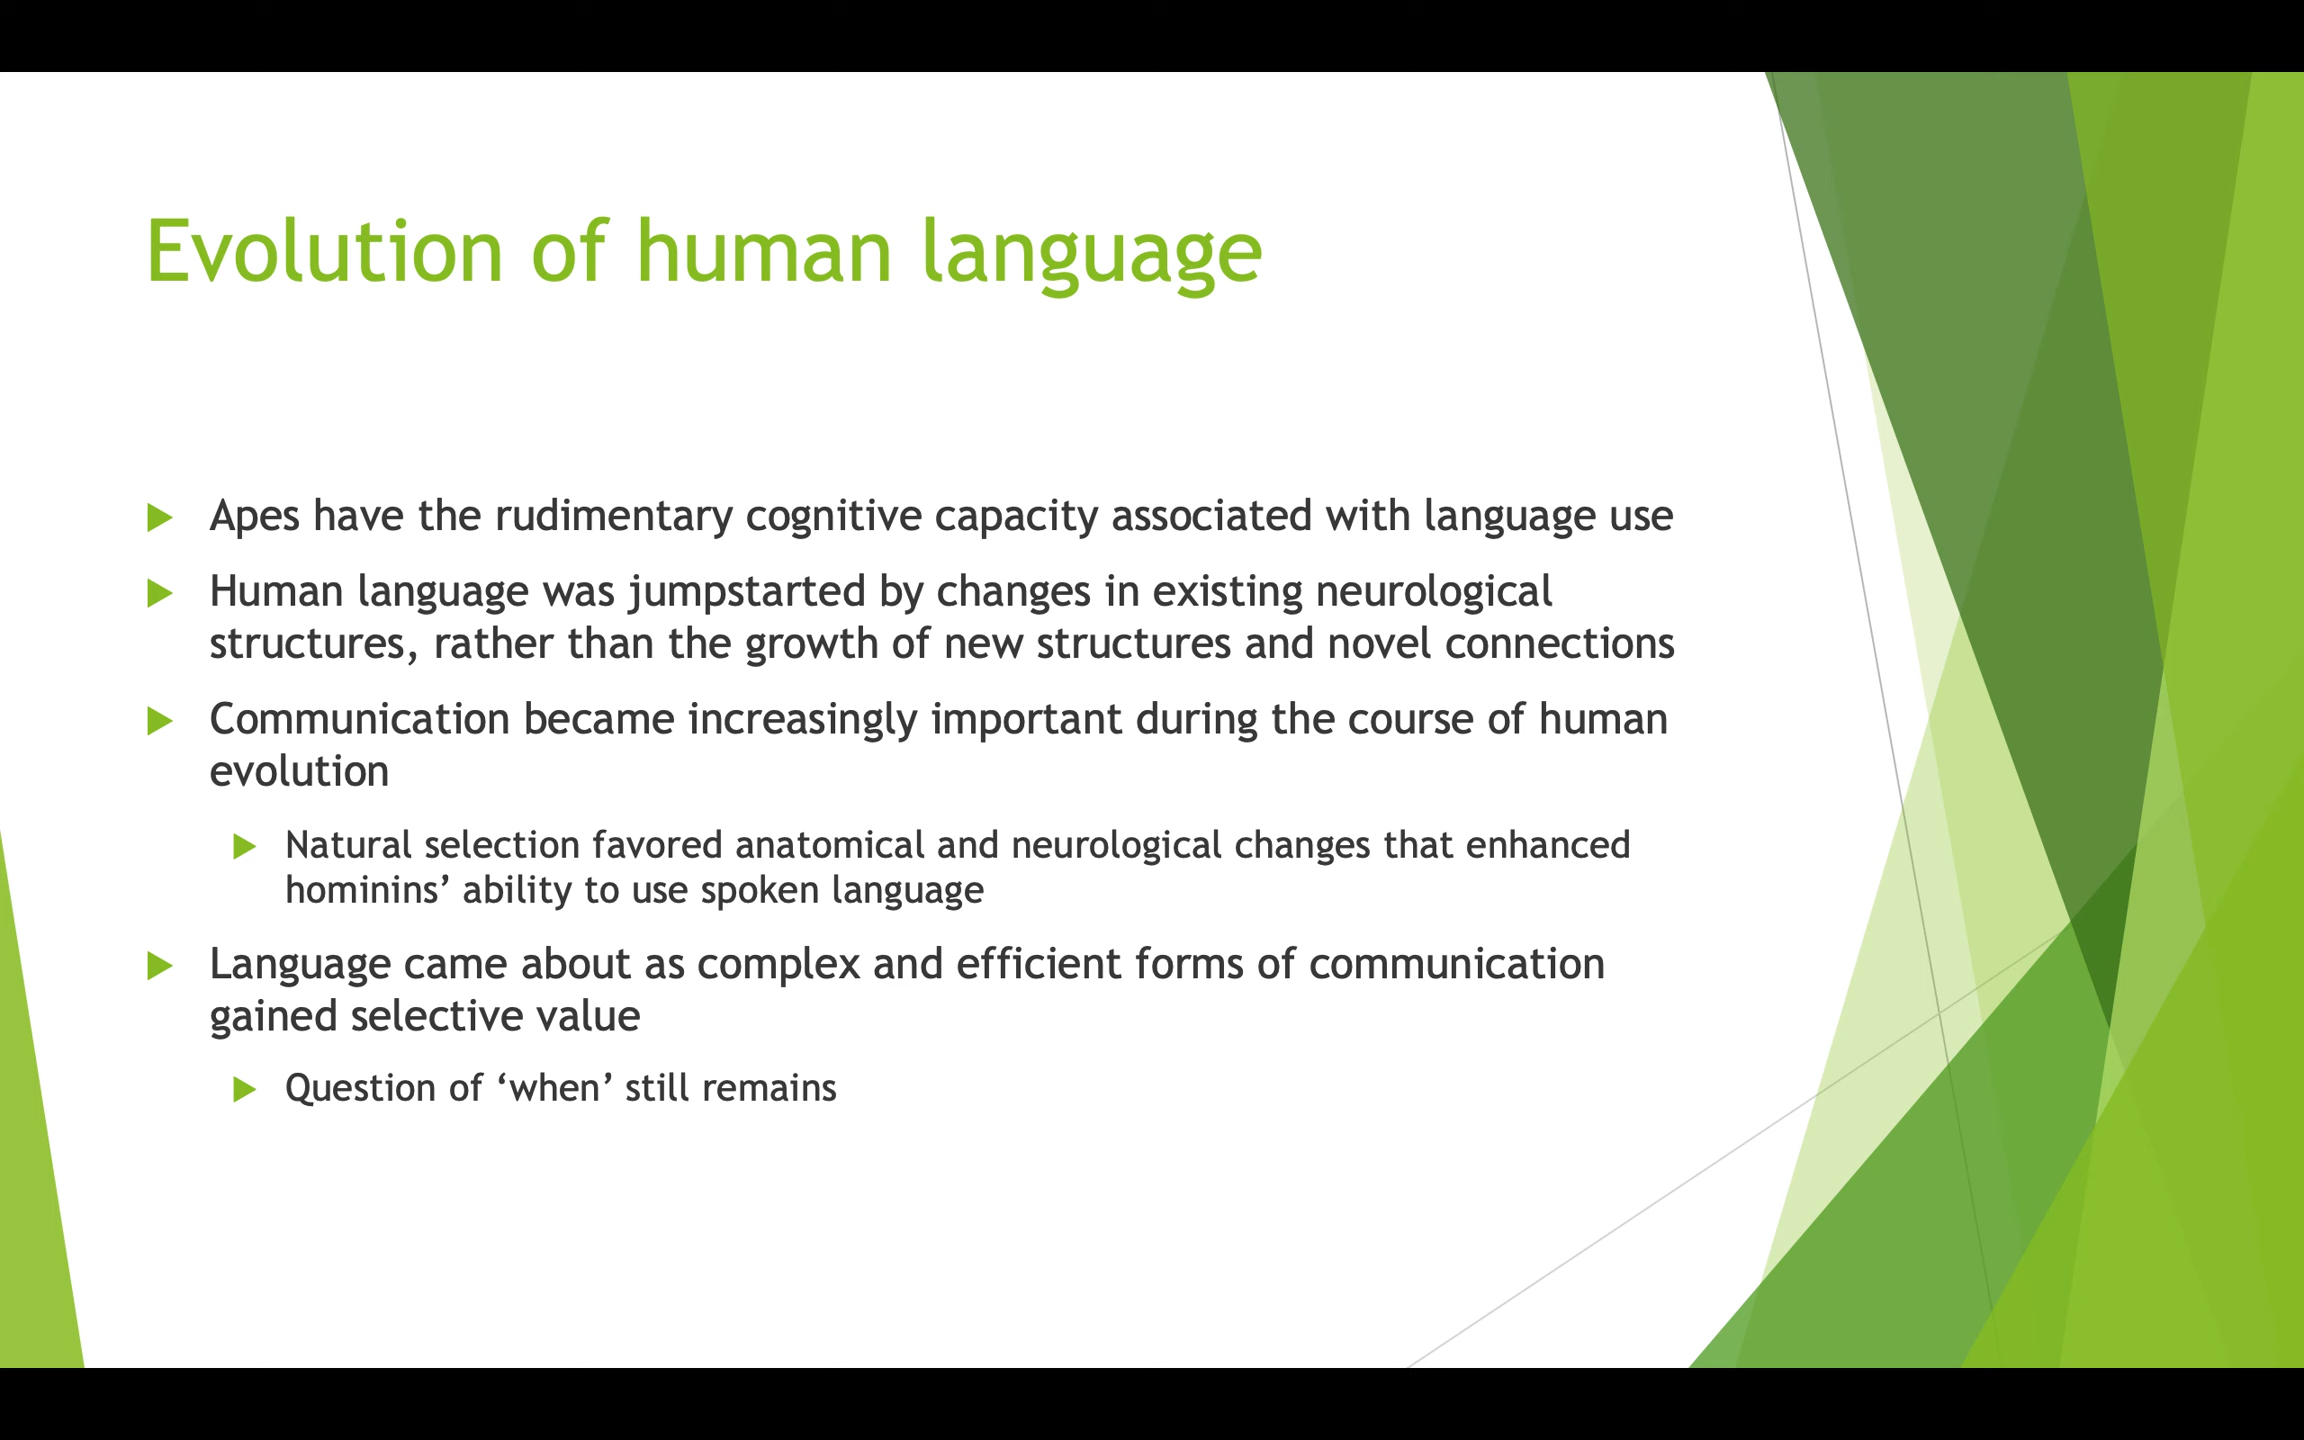 Evolution of human language
Apes have the rudimentary cognitive capacity associated with language use
Human language was jumpstarted by changes in existing neurological
structures, rather than the growth of new structures and novel connections
Communication became increasingly important during the course of human
evolution
Natural selection favored anatomical and neurological changes that enhanced
hominins’ ability to use spoken language
Language came about as complex and efficient forms of communication
gained selective value
Question of ‘when’ still remains